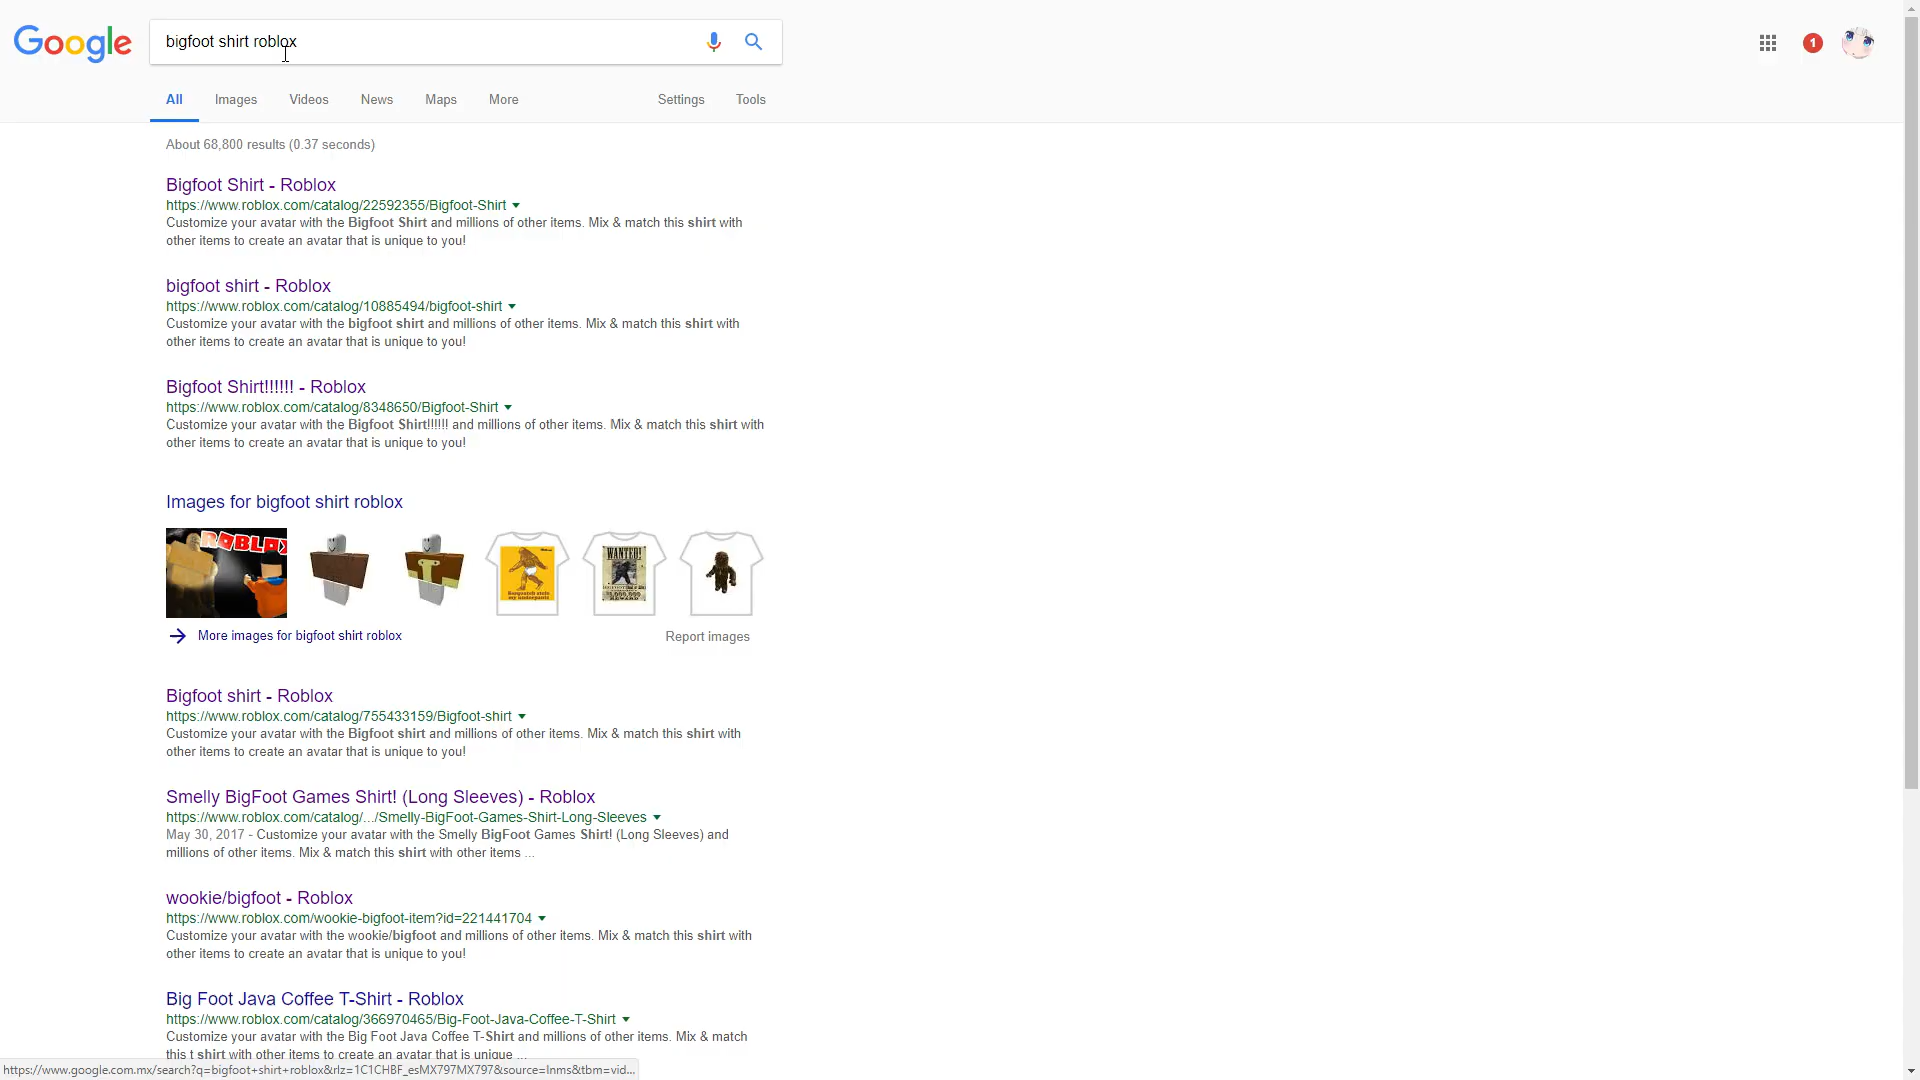 Google
bigfoot shirt roblox
1
All
Images
Videos
News
Maps
More
Settings
Tools
About 68,800 results (0.37 seconds)
Bigfoot Shirt - Roblox
https://www.roblox.com/catalog/22592355/Bigfoot-Shirt
Customize your avatar with the Bigfoot Shirt and millions of other items. Mix & match this shirt with
other items to create an avatar that is unique to you!
bigfoot shirt - Roblox
https://www.roblox.com/catalog/10885494/bigfoot-shirt
Customize your avatar with the bigfoot shirt and millions of other items. Mix & match this shirt with
other items to create an avatar that is unique to you!
Bigfoot Shirt!!!!!! - Roblox
https://www.roblox.com/catalog/8348650/Bigfoot-Shirt
Customize your avatar with the Bigfoot Shirt!!!!!! and millions of other items. Mix & match this shirt with
other items to create an avatar that is unique to you!
Images for bigfoot shirt roblox
ROBLOX
Sasquatch stole
my underpants
WANTED!
More images for bigfoot shirt roblox
Report images
Bigfoot shirt - Roblox
https://www.roblox.com/catalog/755433159/Bigfoot-shirt
Customize your avatar with the Bigfoot shirt and millions of other items. Mix & match this shirt with
other items to create an avatar that is unique to you!
Smelly BigFoot Games Shirt! (Long Sleeves) - Roblox
https://www.roblox.com/catalog/.../Smelly-BigFoot-Games-Shirt-Long-Sleeves
May 30, 2017 - Customize your avatar with the Smelly BigFoot Games Shirt! (Long Sleeves) and
millions of other items. Mix & match this shirt with other items ...
wookie/bigfoot - Roblox
https://www.roblox.com/wookie-bigfoot-item?id=221441704
Customize your avatar with the wookie/bigfoot and millions of other items. Mix & match this shirt with
other items to create an avatar that is unique to you!
Big Foot Java Coffee T-Shirt - Roblox
https://www.roblox.com/catalog/366970465/Big-Foot-Java-Coffee-T-Shirt
Customize your avatar with the Big Foot Java Coffee T-Shirt and millions of other items. Mix & match
this t shirt with other items to create an avatar that is unique ...
https://www.google.com.mx/search?q=bigfoot+shirt+roblox&rlz=1C1CHBF_esMX797MX797&source=lnms&tbm=vid...